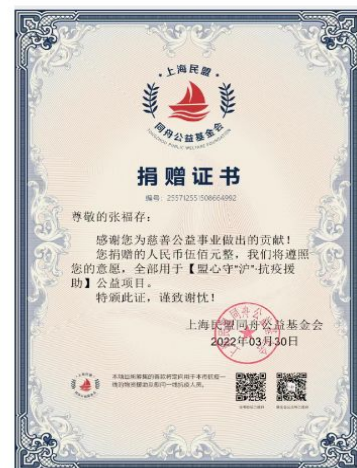 上海民盟
同舟公益基金会
TONGZHOU PUBLIC WELFARE FOUNDATION
捐赠证书
编号：255712551508664992
尊敬的张福存：
感谢您为慈善公益事业做出的贡献！
您捐赠的人民币伍佰元整，我们将遵照
您的意愿，全部用于【盟心守“沪”-抗疫援
助】公益项目。
特颁此证，谨致谢忱！
上海民盟同舟公益基金会
2022年03月30日